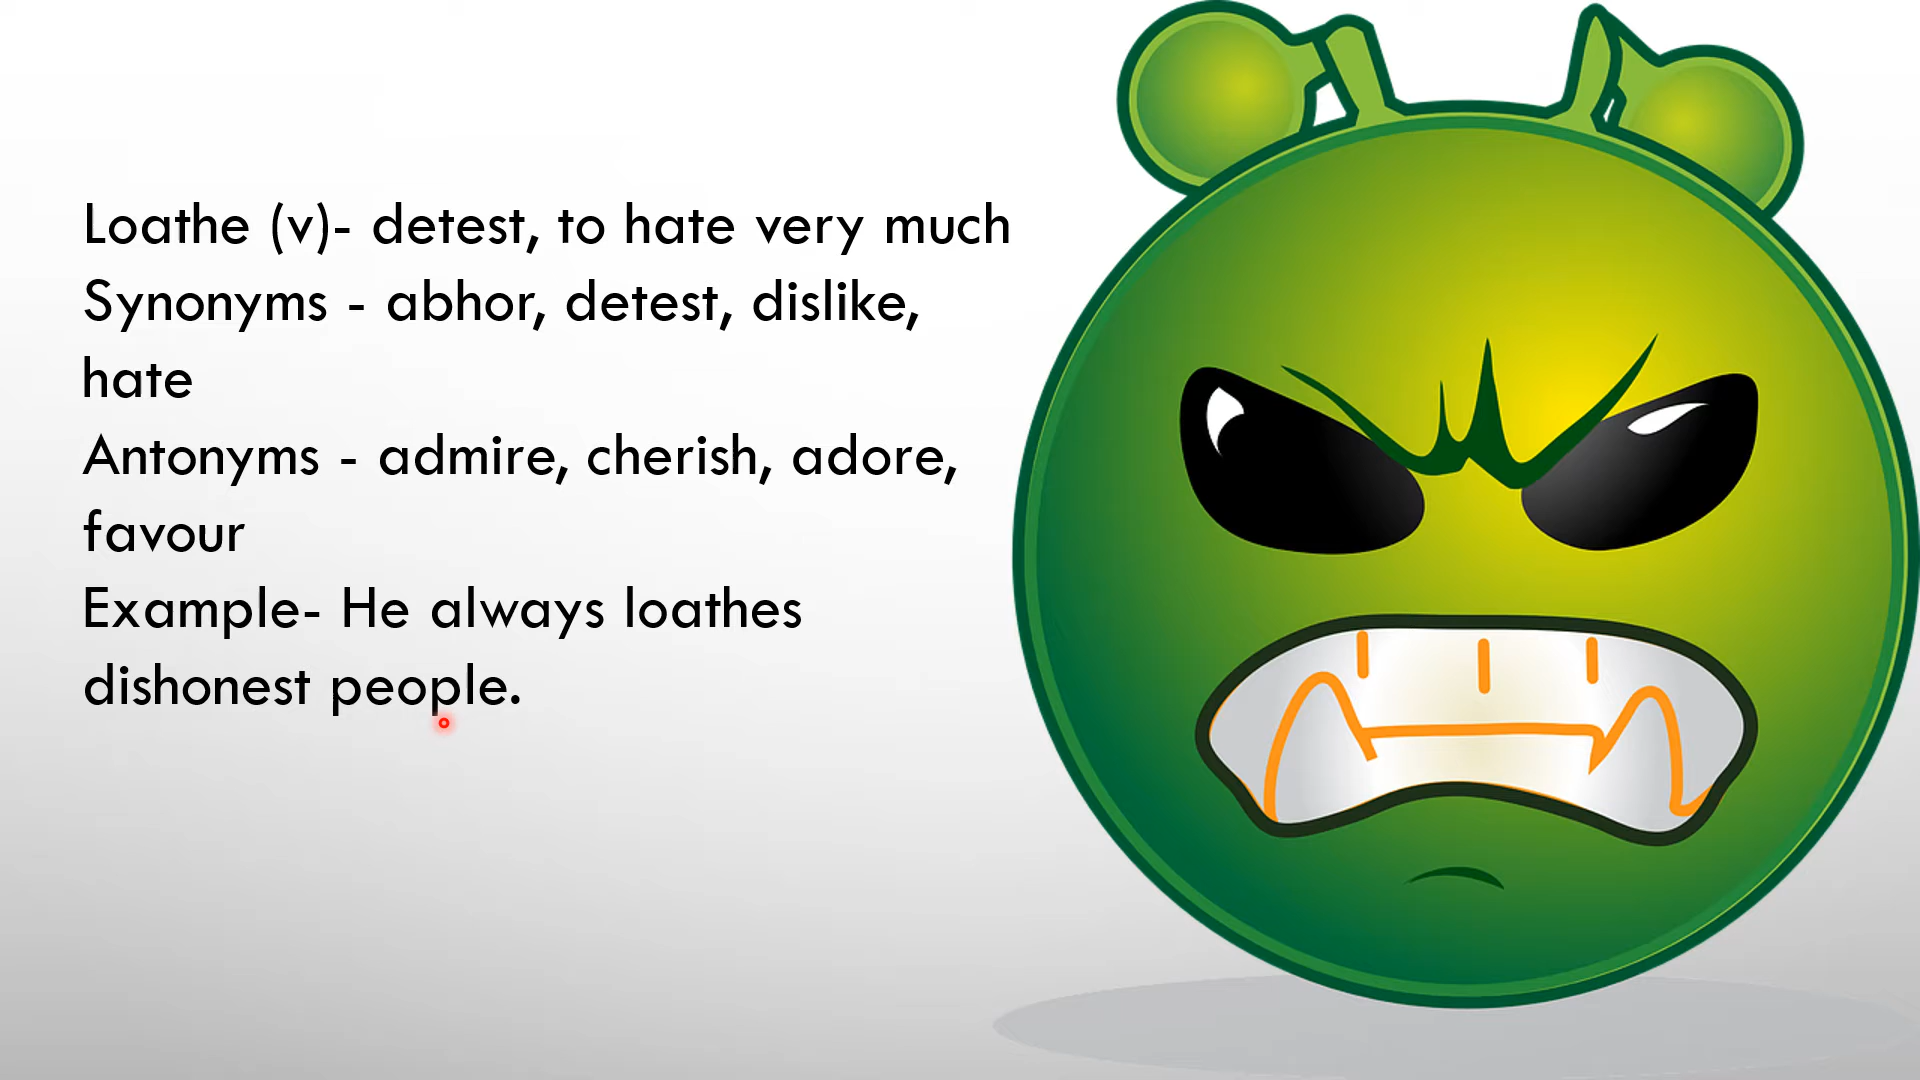 Loathe (v)- detest, to hate very much
Synonyms - abhor, detest, dislike,
hate
Antonyms - admire, cherish, adore,
favour
Example- He always loathes
dishonest people.